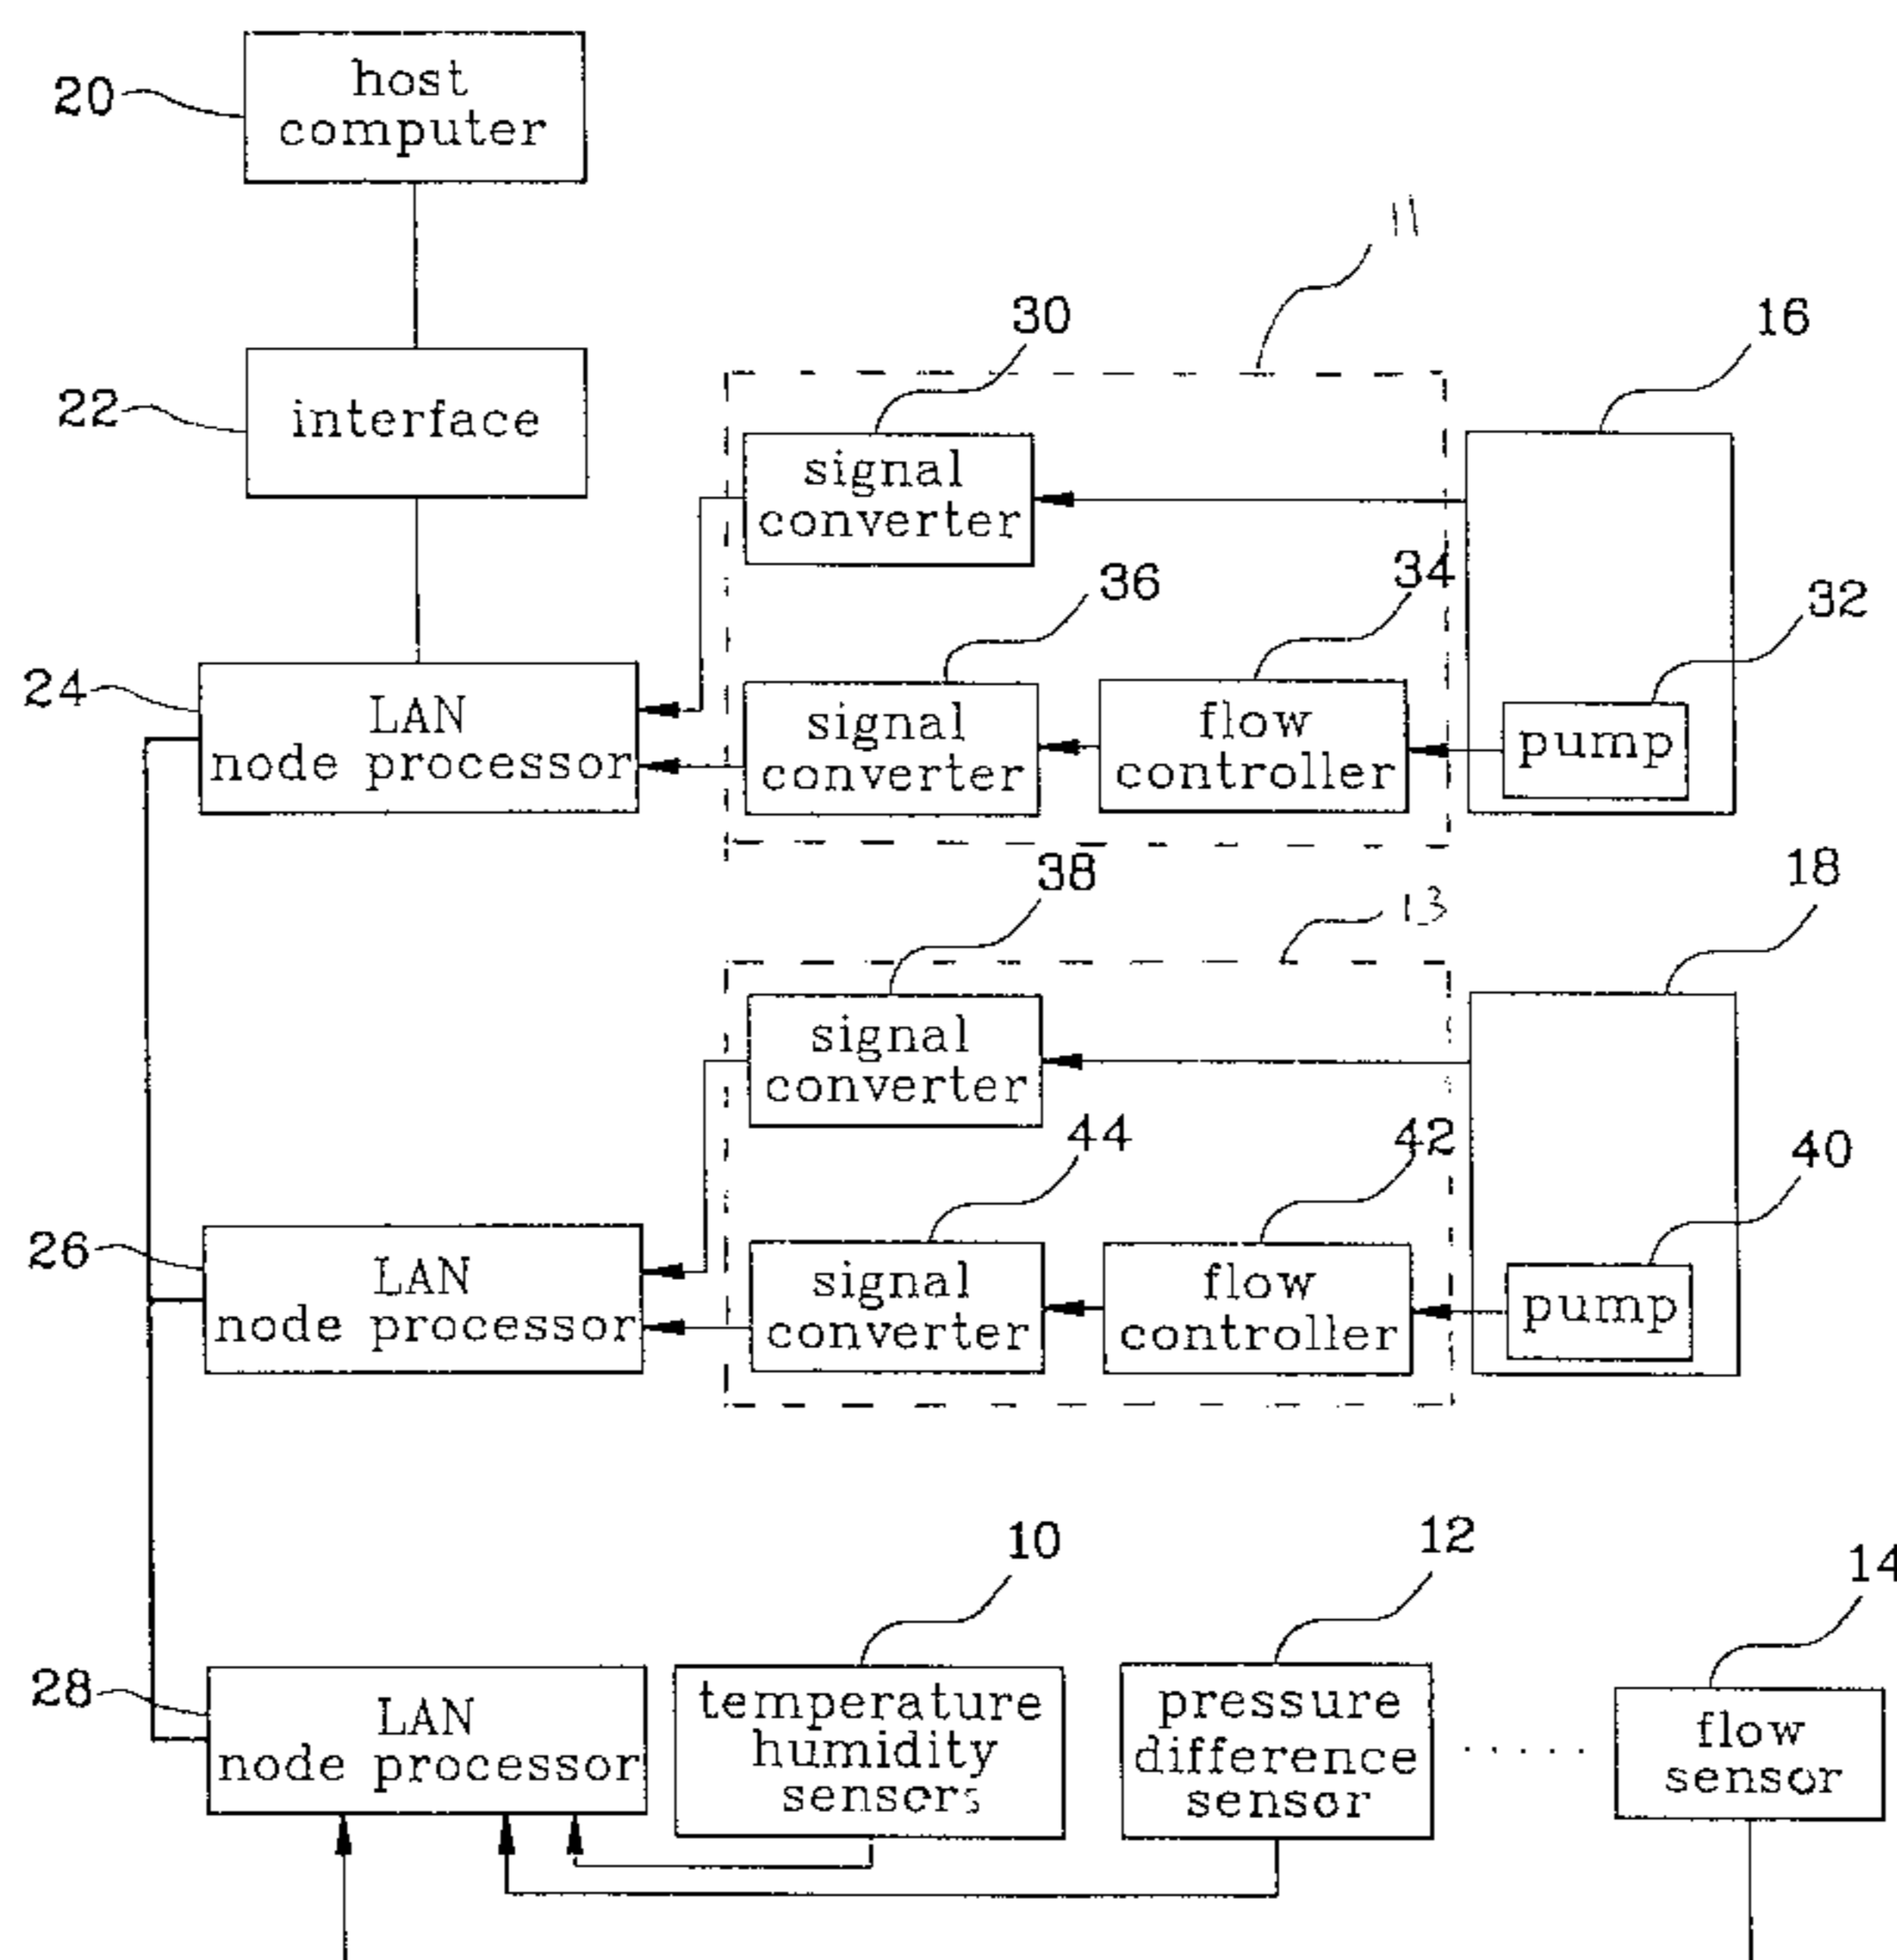 20
host
computer
11
30
16
22
interface
signal
converter
36
34
32
24
LAN
node processor
signal
converter
flow
controller
pump
38
13
18
signal
converter
44
42
40
26
LAN
node processor
signal
converter
flow
controller
pump
10
12
14
28
LAN
node processor
temperature
humidity
sensors
pressure
difference
sensor
. . . . .
flow
sensor